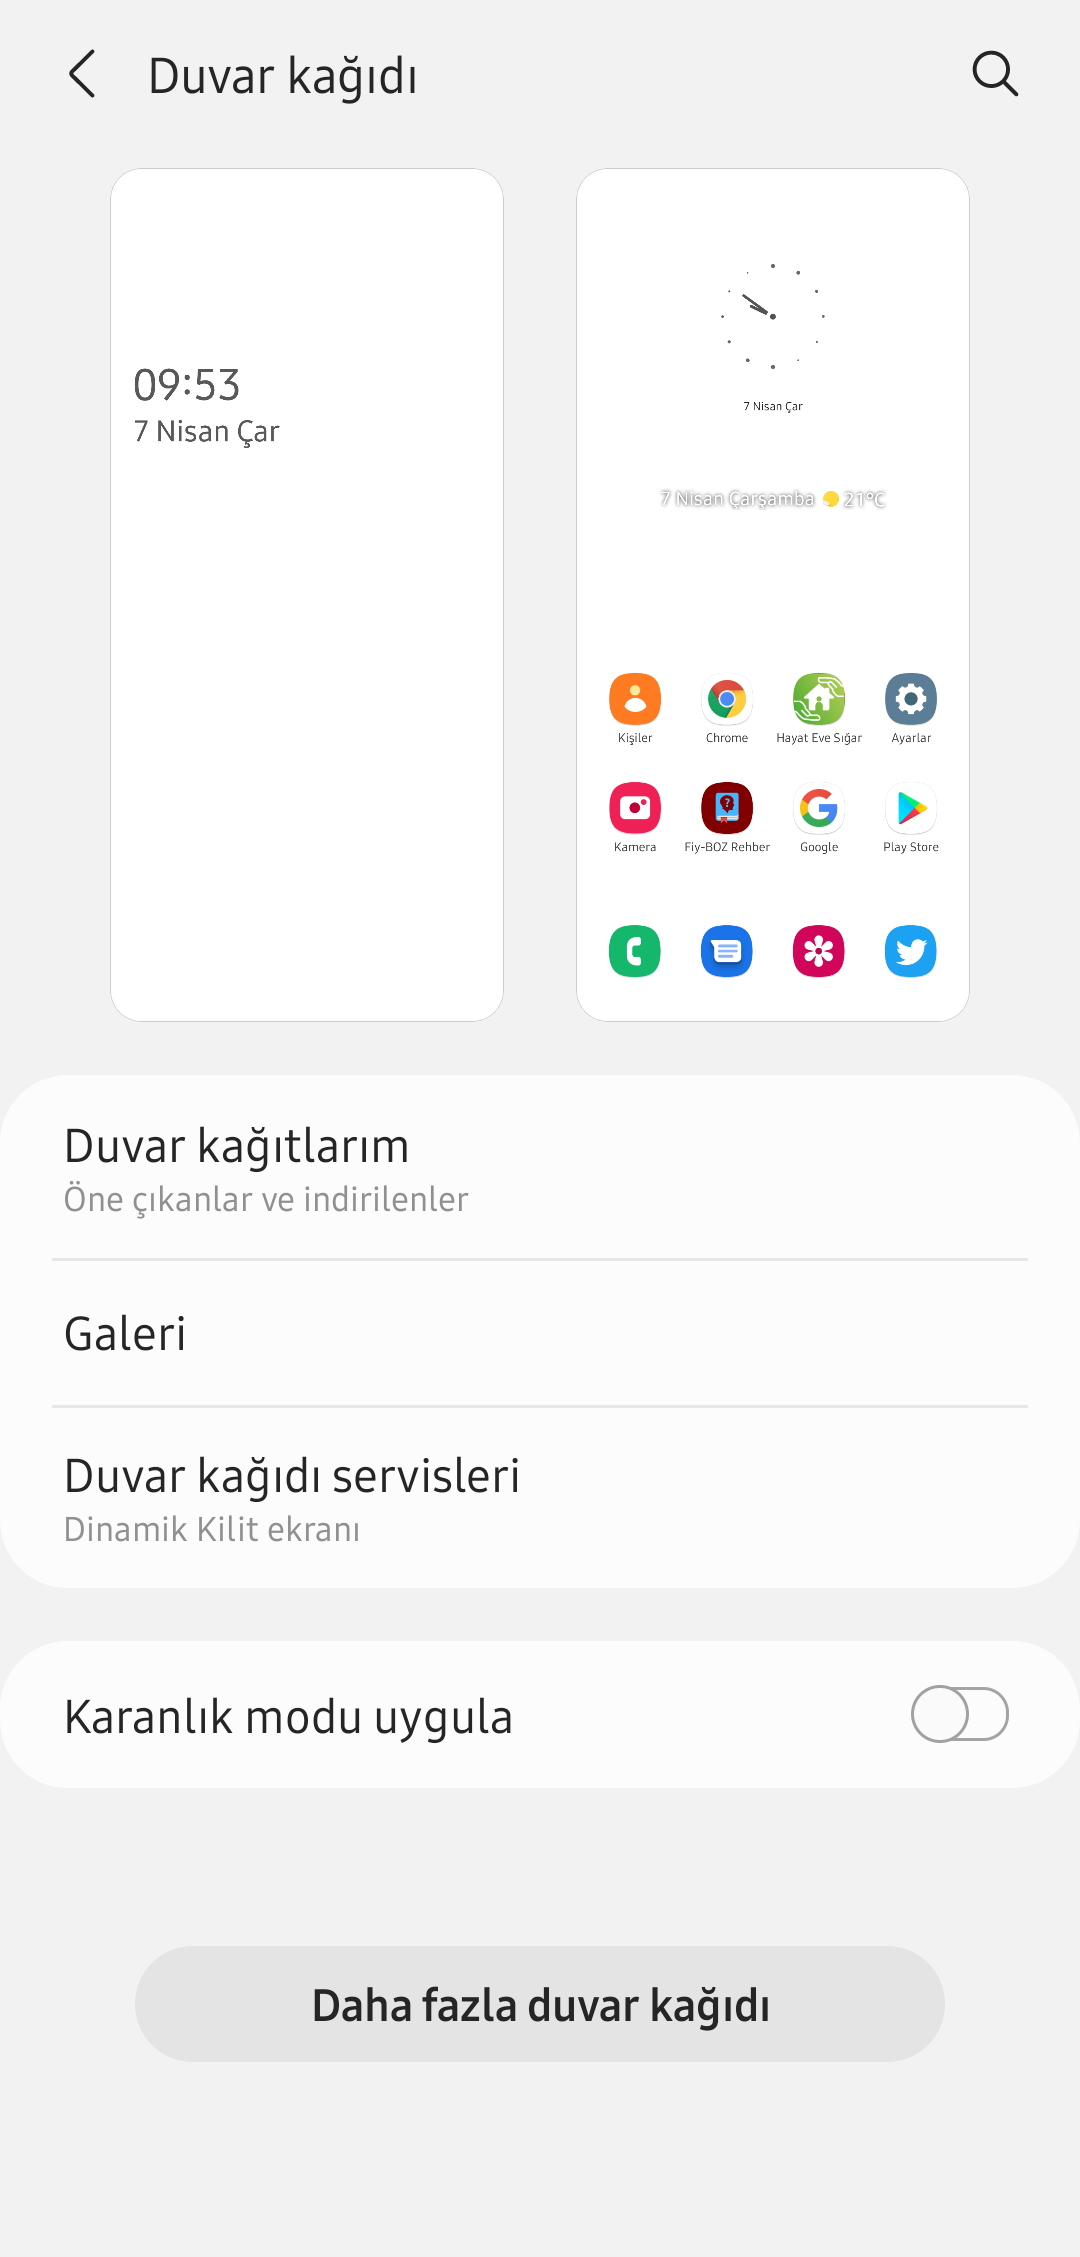 Duvar kağıdı
09:53
7 Nisan Çar
7 Nisan Çar
7 Nisan Çarşamba 21°C
Kişiler Chrome Hayat Eve Sığar Ayarlar
Kamera Fiy-BOZ Rehber Google Play Store
Duvar kağıtlarım
Öne çıkanlar ve indirilenler
Galeri
Duvar kağıdı servisleri
Dinamik Kilit ekranı
Karanlık modu uygula
Daha fazla duvar kağıdı